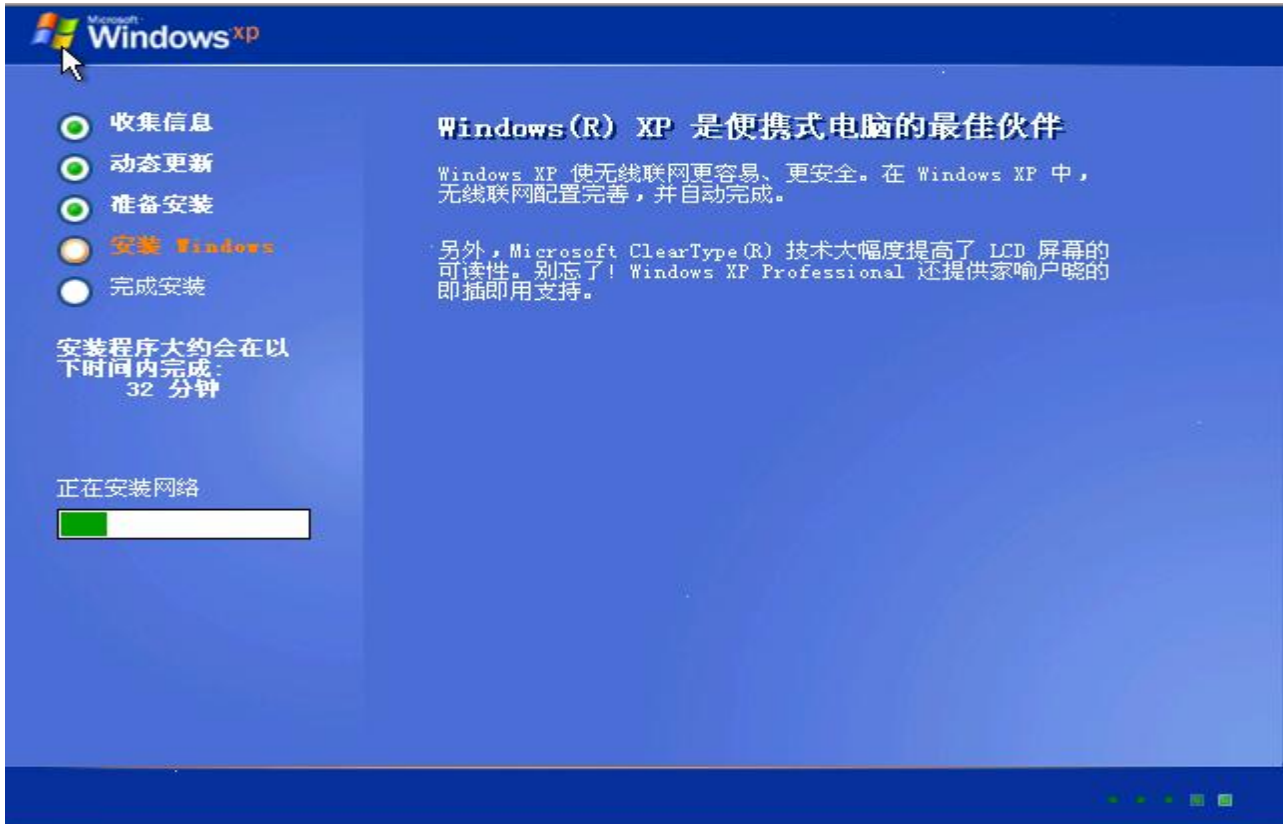 Microsoft
Windows xp
收集信息
动态更新
准备安装
安装 Windows
完成安装
安装程序大约会在以
下时间内完成:
32 分钟
正在安装网络
Windows(R) XP 是便携式电脑的最佳伙伴
Windows XP 使无线联网更容易、更安全。在 Windows XP 中，
无线联网配置完善，并自动完成。
另外，Microsoft ClearType(R) 技术大幅度提高了 LCD 屏幕的
可读性。别忘了! Windows XP Professional 还提供家喻户晓的
即插即用支持。